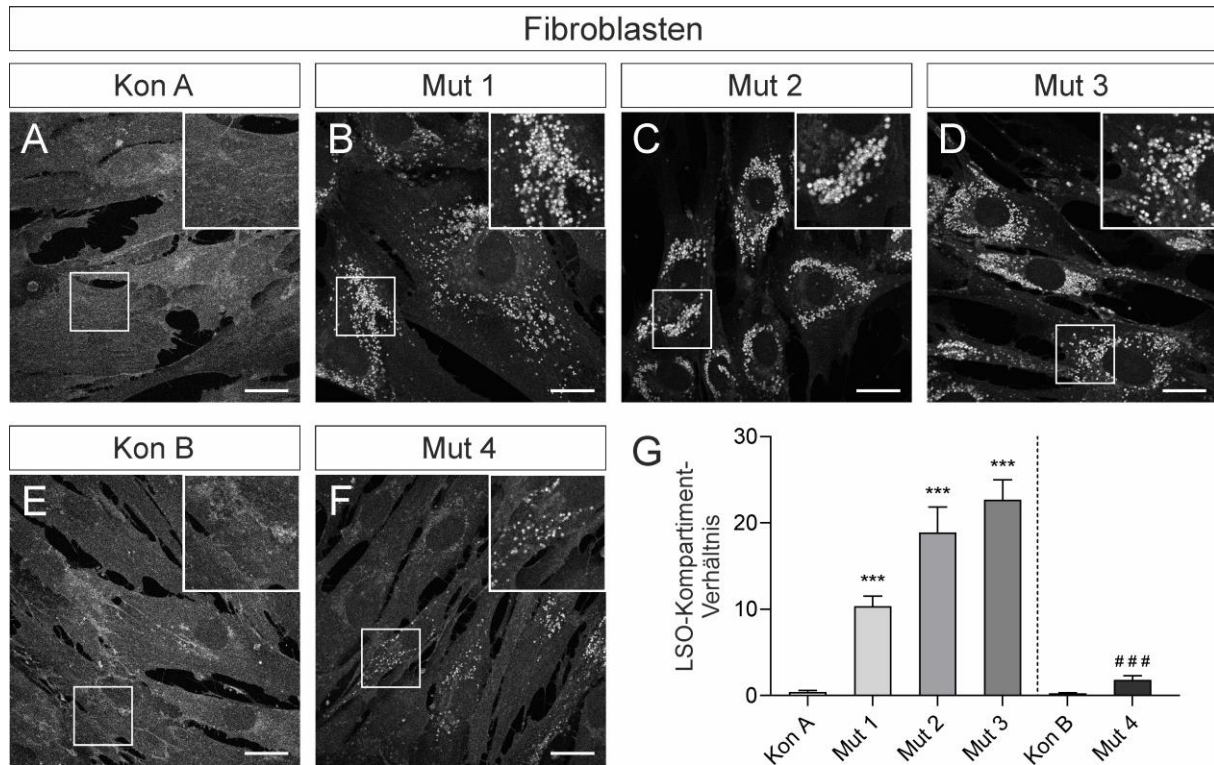 Fibroblasten
Kon A
Mut 1
Mut 2
Mut 3
A
B
C
D
Kon B
Mut 4
E
F
G
LSO-Kompartiment-
Verhältnis
30
20
10
0
***
***
***
###
Kon A
Mut 1
Mut 2
Mut 3
Kon B
Mut 4